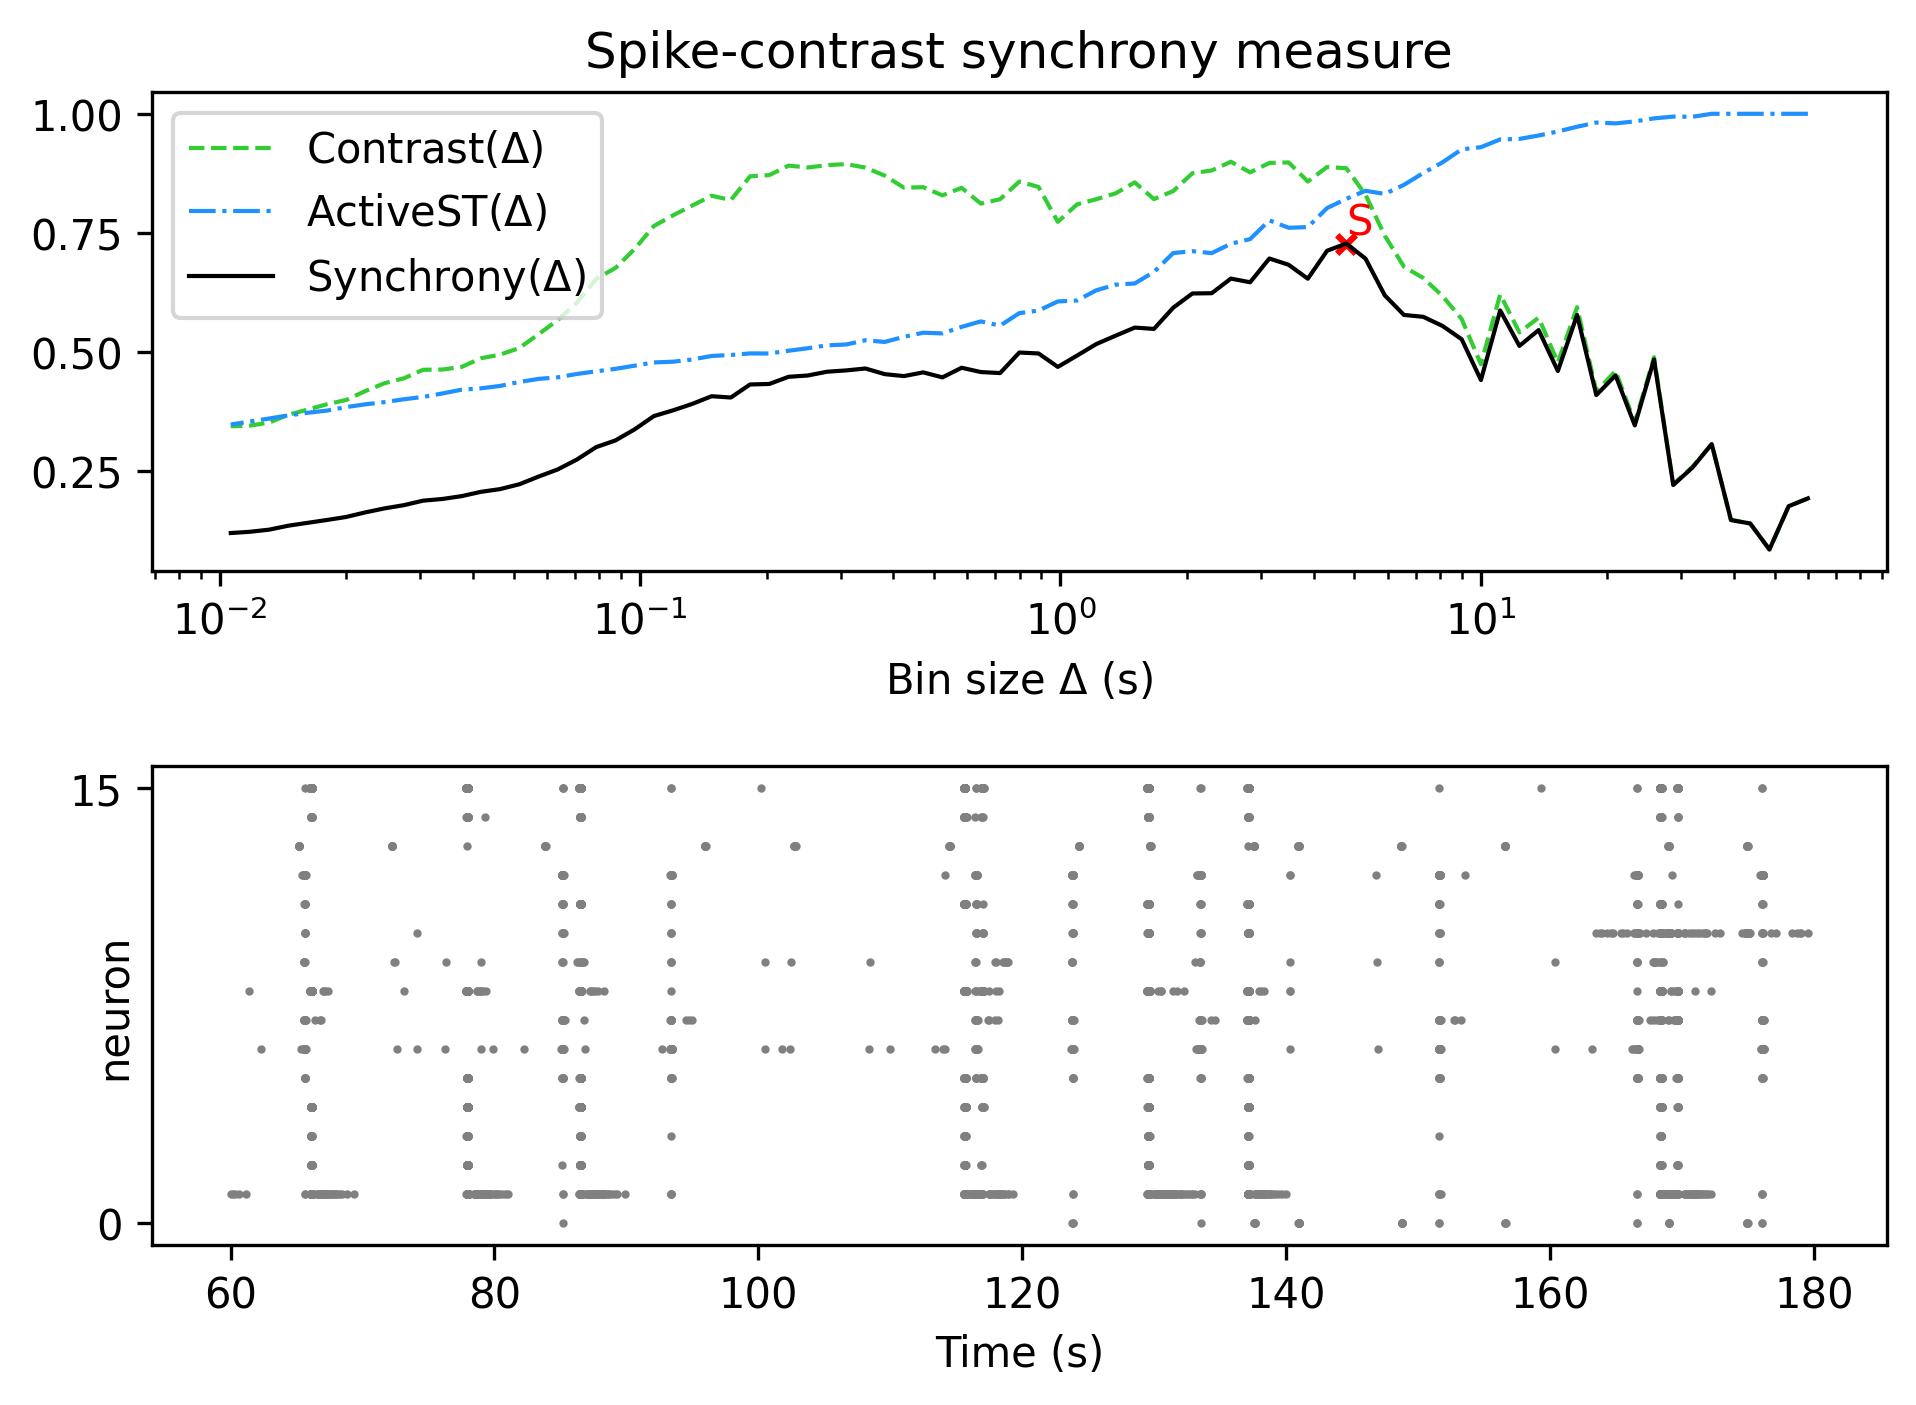 Spike-contrast synchrony measure
1.00
0.75
0.50
0.25
Contrast(Δ)
ActiveST(Δ)
Synchrony(Δ)
S
10⁻² 10⁻¹ 10⁰ 10¹
Bin size Δ (s)
15
0
neuron
60 80 100 120 140 160 180
Time (s)